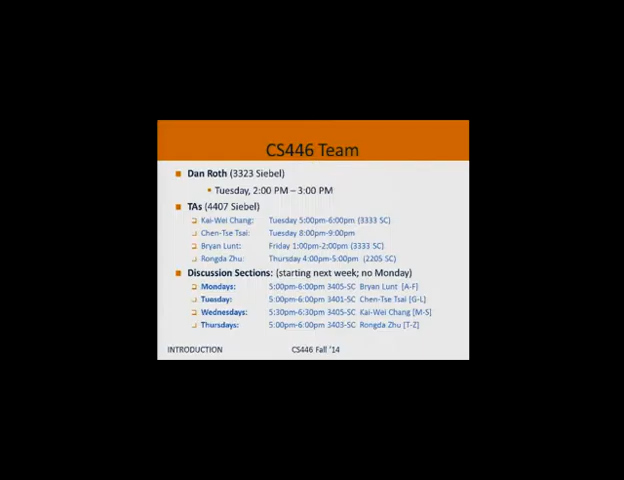 CS446 Team
Dan Roth (3323 Siebel)
Tuesday, 2:00 PM – 3:00 PM
TAs (4407 Siebel)
Kai-Wei Chang: Tuesday 5:00pm-6:00pm (3333 SC)
Chen-Tse Tsai: Tuesday 8:00pm-9:00pm
Bryan Lunt: Friday 1:00pm-2:00pm (3333 SC)
Rongda Zhu: Thursday 4:00pm-5:00pm (2205 SC)
Discussion Sections: (starting next week; no Monday)
Mondays: 5:00pm-6:00pm 3405-SC Bryan Lunt [A-F]
Tuesday: 5:00pm-6:00pm 3401-SC Chen-Tse Tsai [G-L]
Wednesdays: 5:30pm-6:30pm 3405-SC Kai-Wei Chang [M-S]
Thursdays: 5:00pm-6:00pm 3403-SC Rongda Zhu [T-Z]
INTRODUCTION CS446 Fall '14